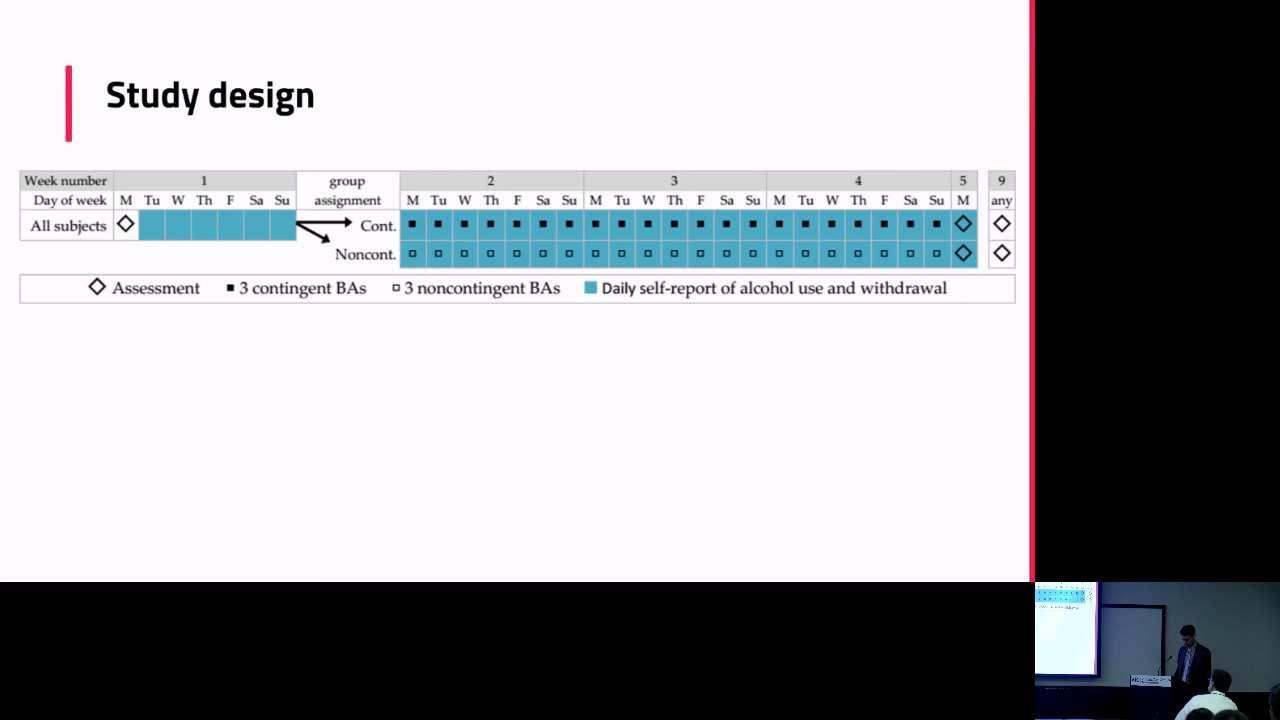 Study design
Week number 1 group 2 3 4 5 9
Day of week M Tu W Th F Sa Su assignment M Tu W Th F Sa Su M Tu W Th F Sa Su M Tu W Th F Sa Su M any
All subjects Cont.
Noncont.
Assessment 3 contingent BAs 3 noncontingent BAs Daily self-report of alcohol use and withdrawal